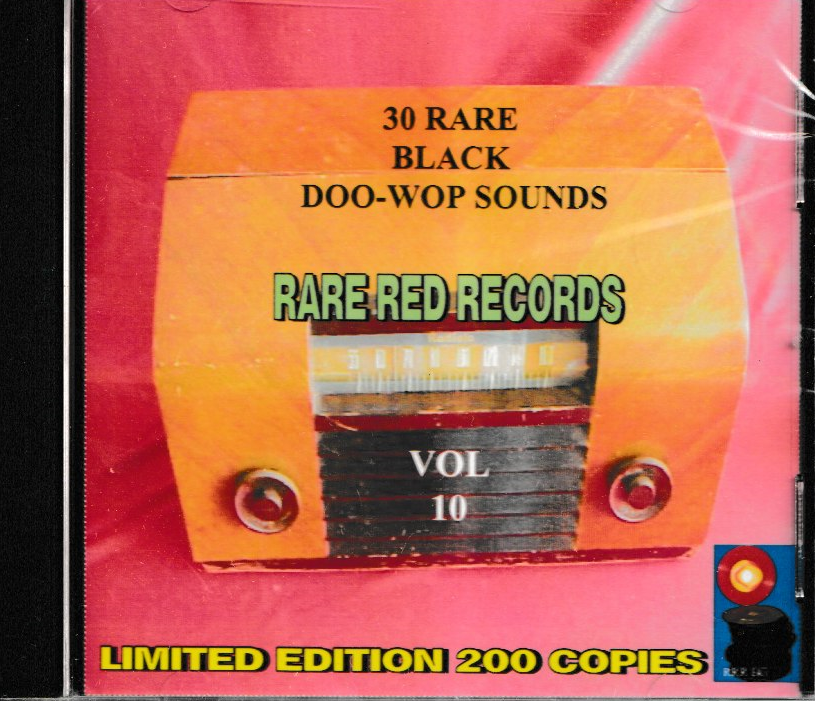 30 RARE
BLACK
DOO-WOP SOUNDS
RARE RED RECORDS
VOL
10
LIMITED EDITION 200 COPIES